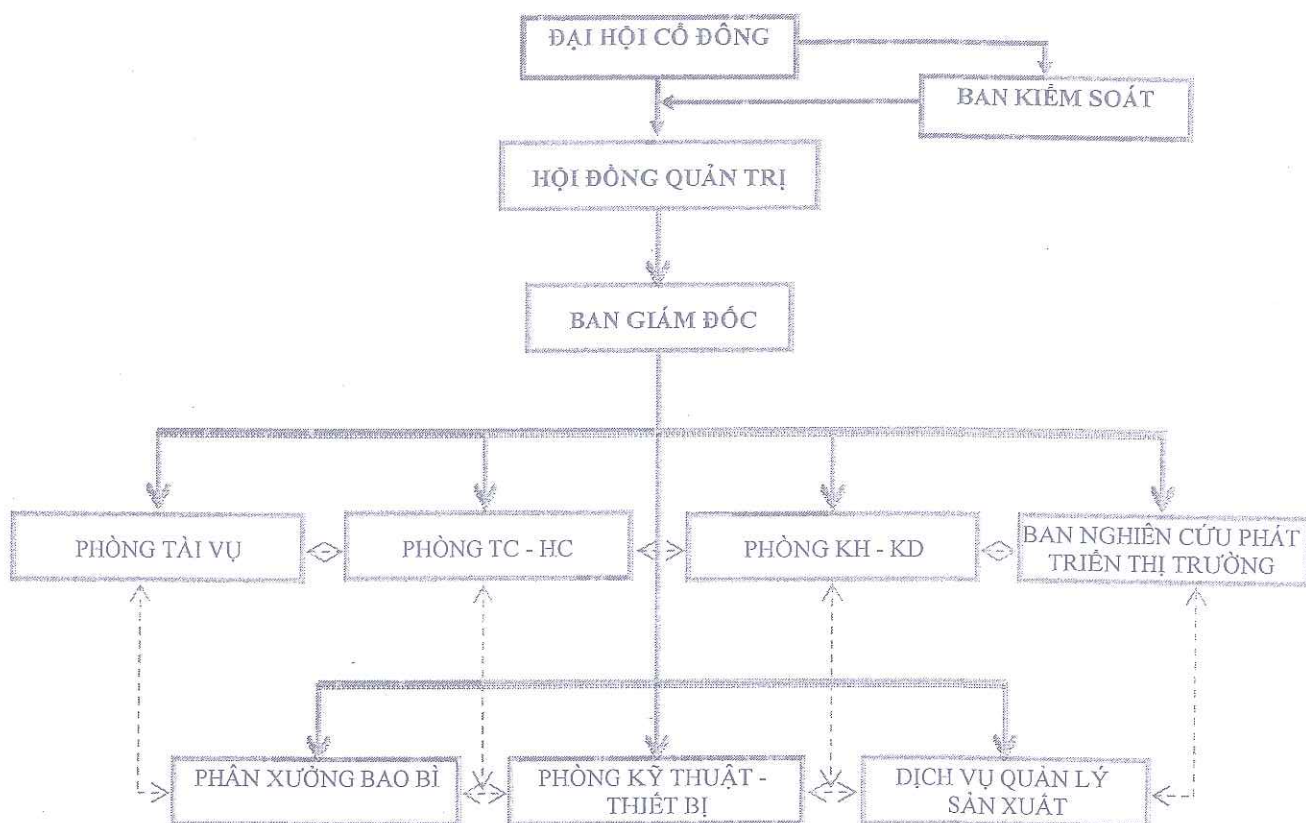 ĐẠI HỘI CỔ ĐÔNG
BAN KIỂM SOÁT
HỘI ĐỒNG QUẢN TRỊ
BAN GIÁM ĐỐC
PHÒNG TÀI VỤ
PHÒNG TC - HC
PHÒNG KH - KD
BAN NGHIÊN CỨU PHÁT
TRIỂN THỊ TRƯỜNG
PHÂN XƯỞNG BAO BÌ
PHÒNG KỸ THUẬT -
THIẾT BỊ
DỊCH VỤ QUẢN LÝ
SẢN XUẤT